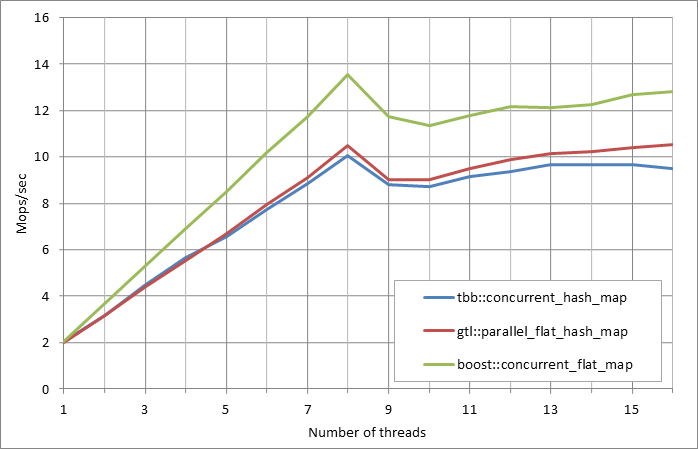 16
14
12
10
8
6
4
2
0
Mops/sec
tbb::concurrent_hash_map
gtl::parallel_flat_hash_map
boost::concurrent_flat_map
1 3 5 7 9 11 13 15
Number of threads